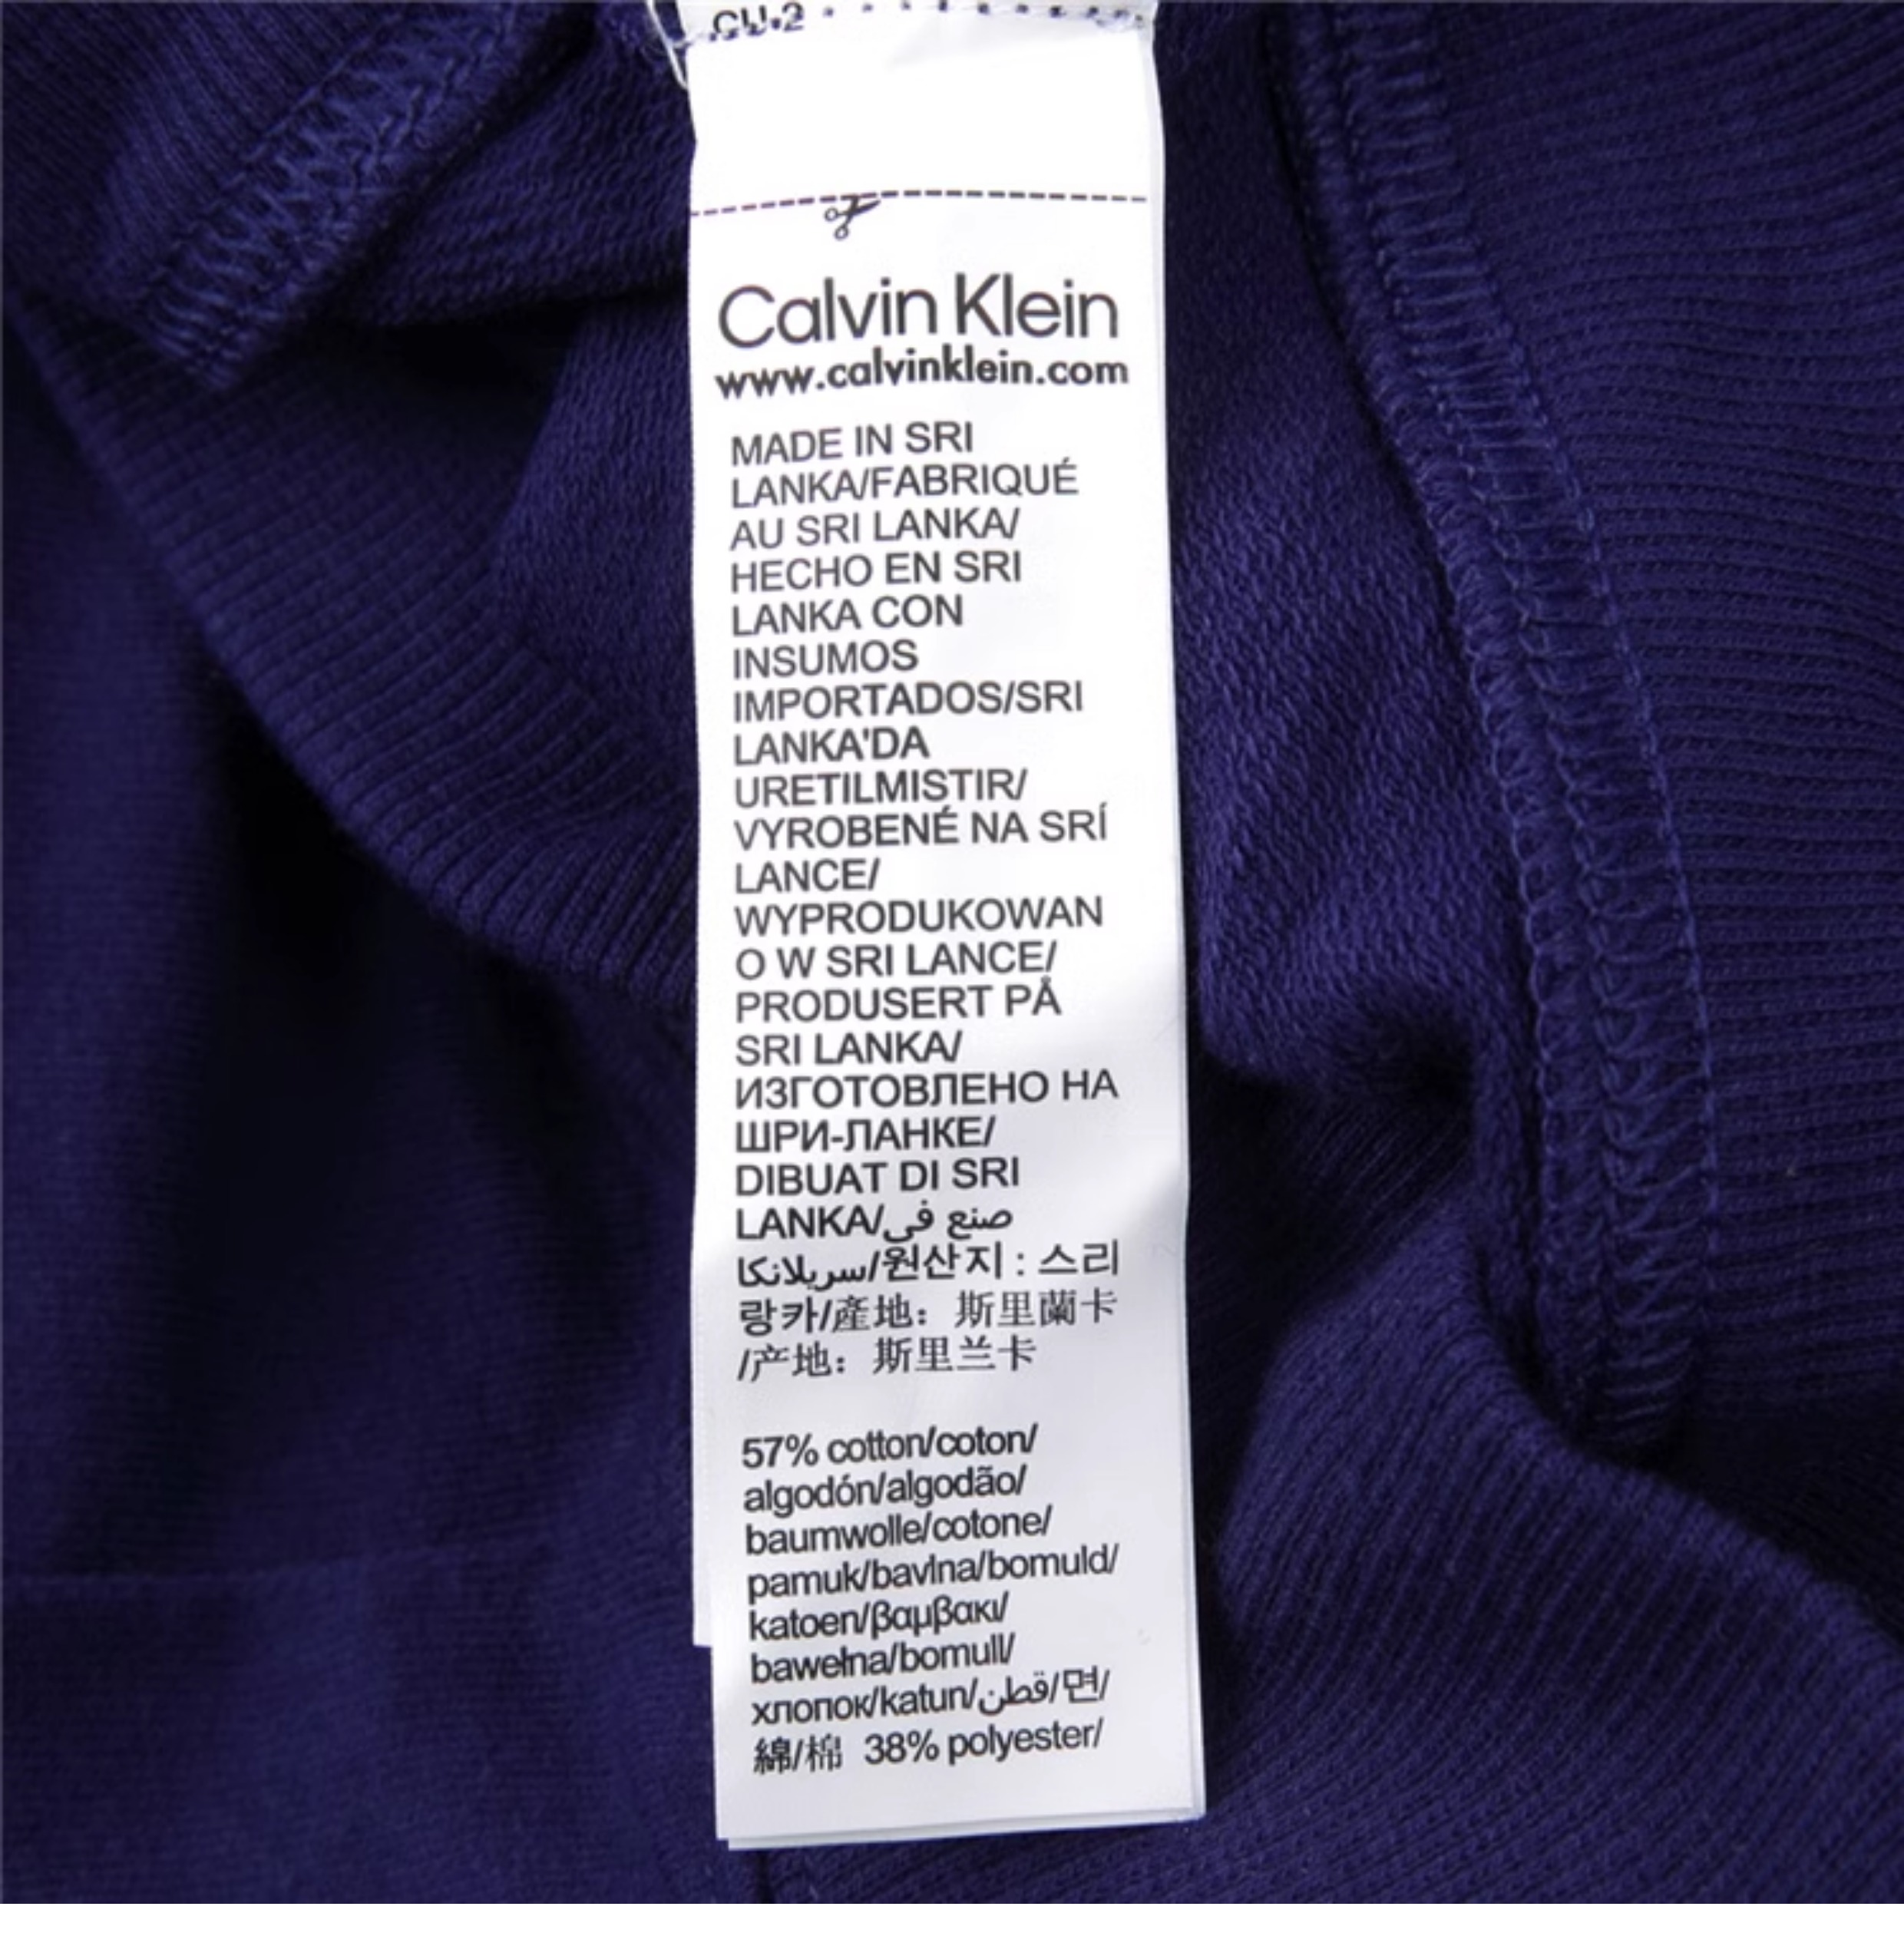 CU-2
Calvin Klein
www.calvinklein.com
MADE IN SRI
LANKA/FABRIQUÉ
AU SRI LANKA/
HECHO EN SRI
LANKA CON
INSUMOS
IMPORTADOS/SRI
LANKA'DA
URETILMISTIR/
VYROBENÉ NA SRÍ
LANCE/
WYPRODUKOWAN
O W SRI LANCE/
PRODUSERT PÅ
SRI LANKA/
ИЗГОТОВЛЕНО НА
ШРИ-ЛАНКЕ/
DIBUAT DI SRI
LANKA/صنع في
سريلانكا/원산지 : 스리
랑카/產地：斯里蘭卡
/产地：斯里兰卡
57% cotton/coton/
algodón/algodão/
baumwolle/cotone/
pamuk/bavlna/bomuld/
katoen/βαμβακι/
bawełna/bomull/
хлопок/katun/قطن/면/
綿/棉 38% polyester/